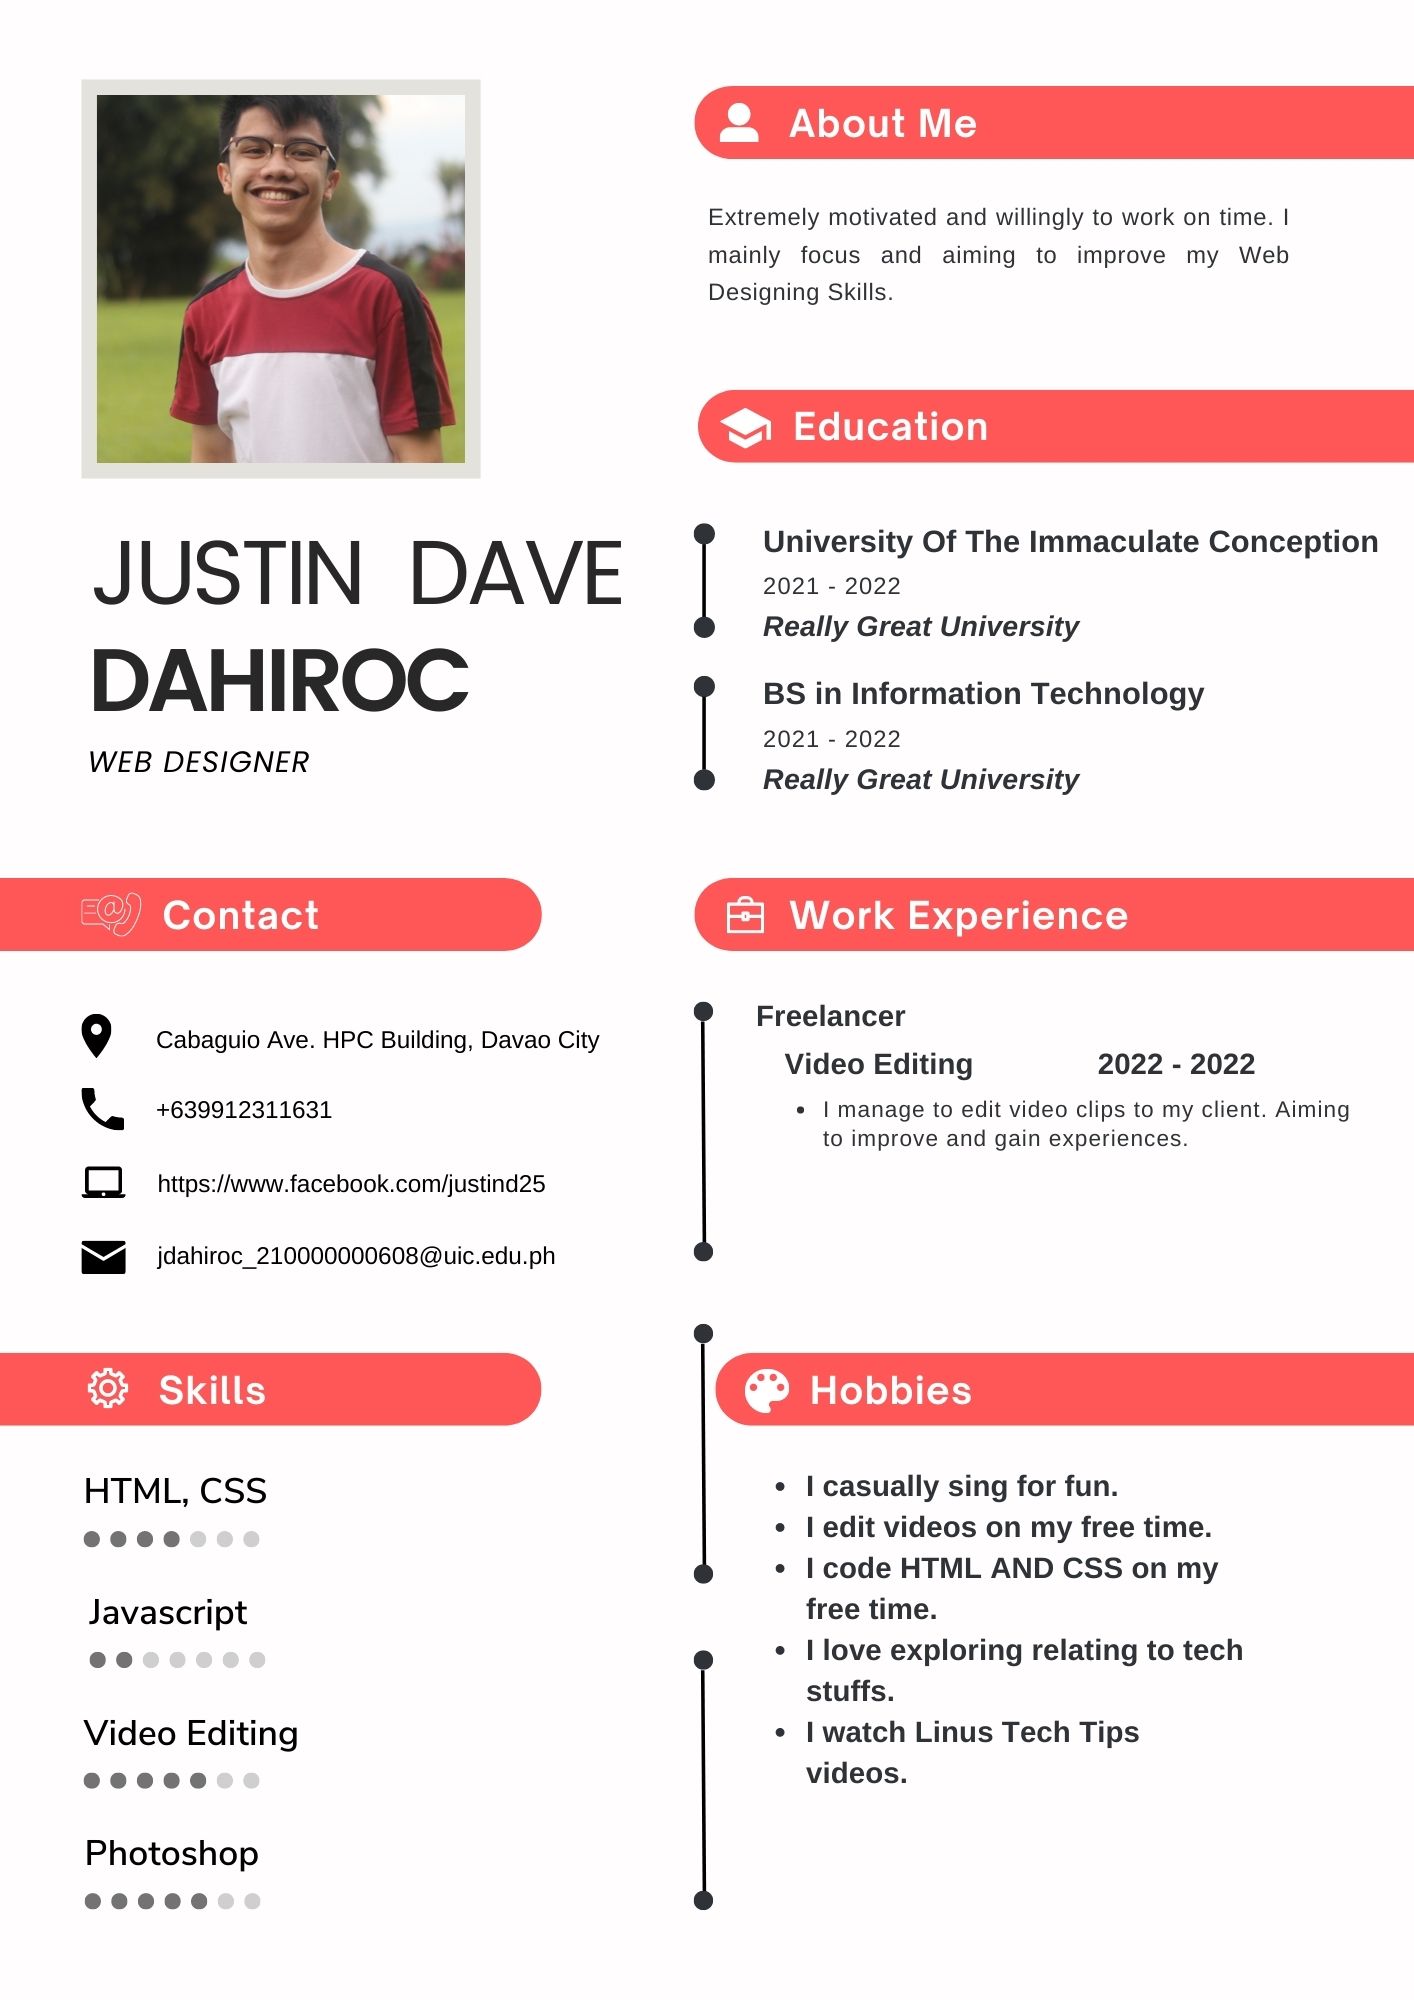 JUSTIN DAVE
DAHIROC
WEB DESIGNER
Contact
Cabaguio Ave. HPC Building, Davao City
+639912311631
https://www.facebook.com/justind25
jdahiroc_210000000608@uic.edu.ph
Skills
HTML, CSS
Javascript
Video Editing
Photoshop
About Me
Extremely motivated and willingly to work on time. I
mainly focus and aiming to improve my Web
Designing Skills.
Education
University Of The Immaculate Conception
2021 - 2022
Really Great University
BS in Information Technology
2021 - 2022
Really Great University
Work Experience
Freelancer
Video Editing 2022 - 2022
• I manage to edit video clips to my client. Aiming
to improve and gain experiences.
Hobbies
• I casually sing for fun.
• I edit videos on my free time.
• I code HTML AND CSS on my
free time.
• I love exploring relating to tech
stuffs.
• I watch Linus Tech Tips
videos.